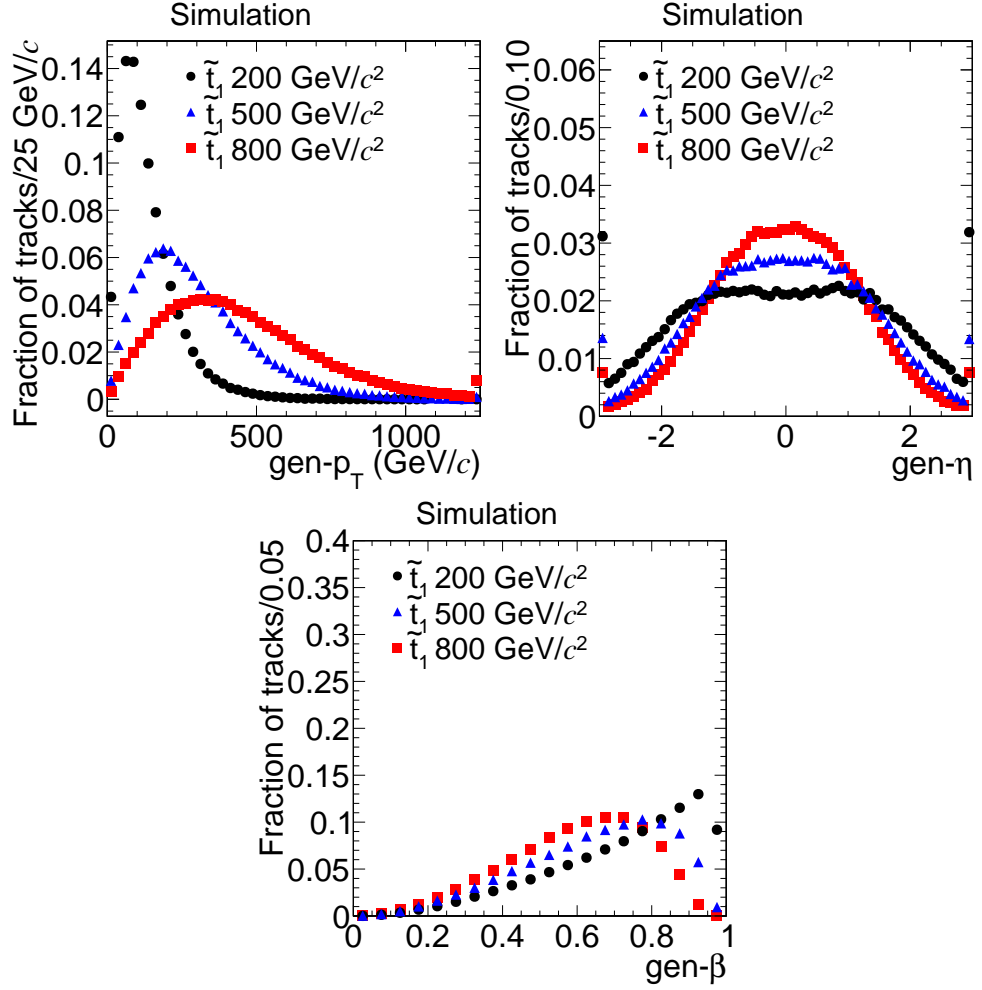 Simulation
Fraction of tracks/25 GeV/c
0.14
0.12
0.1
0.08
0.06
0.04
0.02
0
t̃₁ 200 GeV/c²
t̃₁ 500 GeV/c²
t̃₁ 800 GeV/c²
0 500 1000
gen-p_T (GeV/c)
Simulation
Fraction of tracks/0.10
0.06
0.05
0.04
0.03
0.02
0.01
0
t̃₁ 200 GeV/c²
t̃₁ 500 GeV/c²
t̃₁ 800 GeV/c²
-2 0 2
gen-η
Simulation
Fraction of tracks/0.05
0.4
0.35
0.3
0.25
0.2
0.15
0.1
0.05
0
t̃₁ 200 GeV/c²
t̃₁ 500 GeV/c²
t̃₁ 800 GeV/c²
0 0.2 0.4 0.6 0.8 1
gen-β